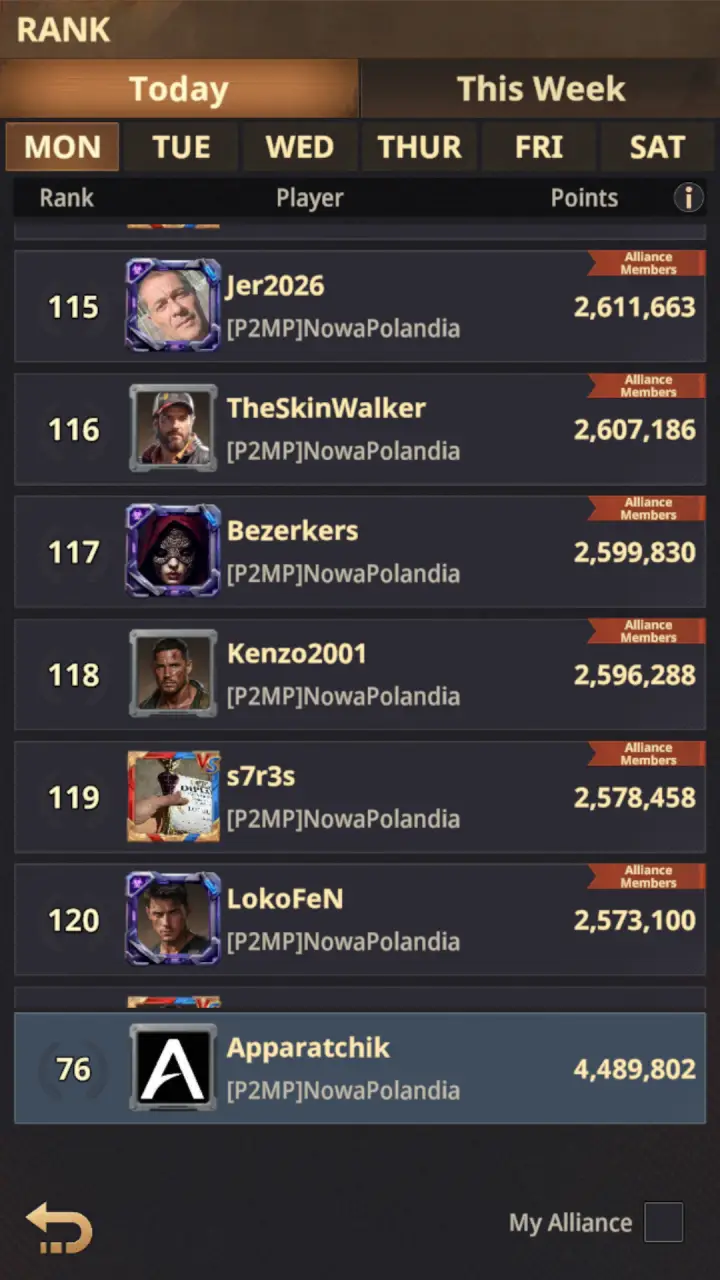 RANK
Today
This Week
MON
TUE
WED
THUR
FRI
SAT
Rank
Player
Points
Alliance
Members
115
Jer2026
[P2MP]NowaPolandia
2,611,663
Alliance
Members
116
TheSkinWalker
[P2MP]NowaPolandia
2,607,186
Alliance
Members
117
Bezerkers
[P2MP]NowaPolandia
2,599,830
Alliance
Members
118
Kenzo2001
[P2MP]NowaPolandia
2,596,288
Alliance
Members
119
VS
s7r3s
[P2MP]NowaPolandia
2,578,458
Alliance
Members
120
LokoFeN
[P2MP]NowaPolandia
2,573,100
76
A
Apparatchik
[P2MP]NowaPolandia
4,489,802
My Alliance